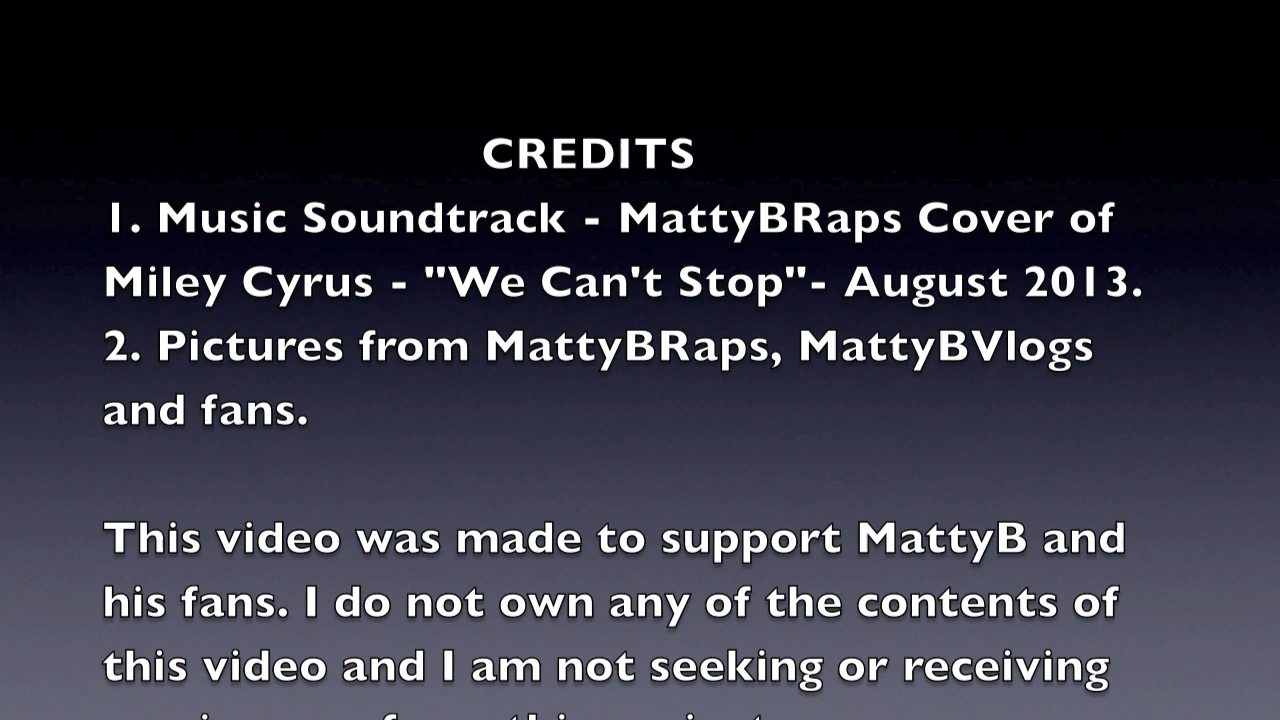 CREDITS
1. Music Soundtrack - MattyBRaps Cover of
Miley Cyrus - "We Can't Stop"- August 2013.
2. Pictures from MattyBRaps, MattyBVlogs
and fans.
This video was made to support MattyB and
his fans. I do not own any of the contents of
this video and I am not seeking or receiving